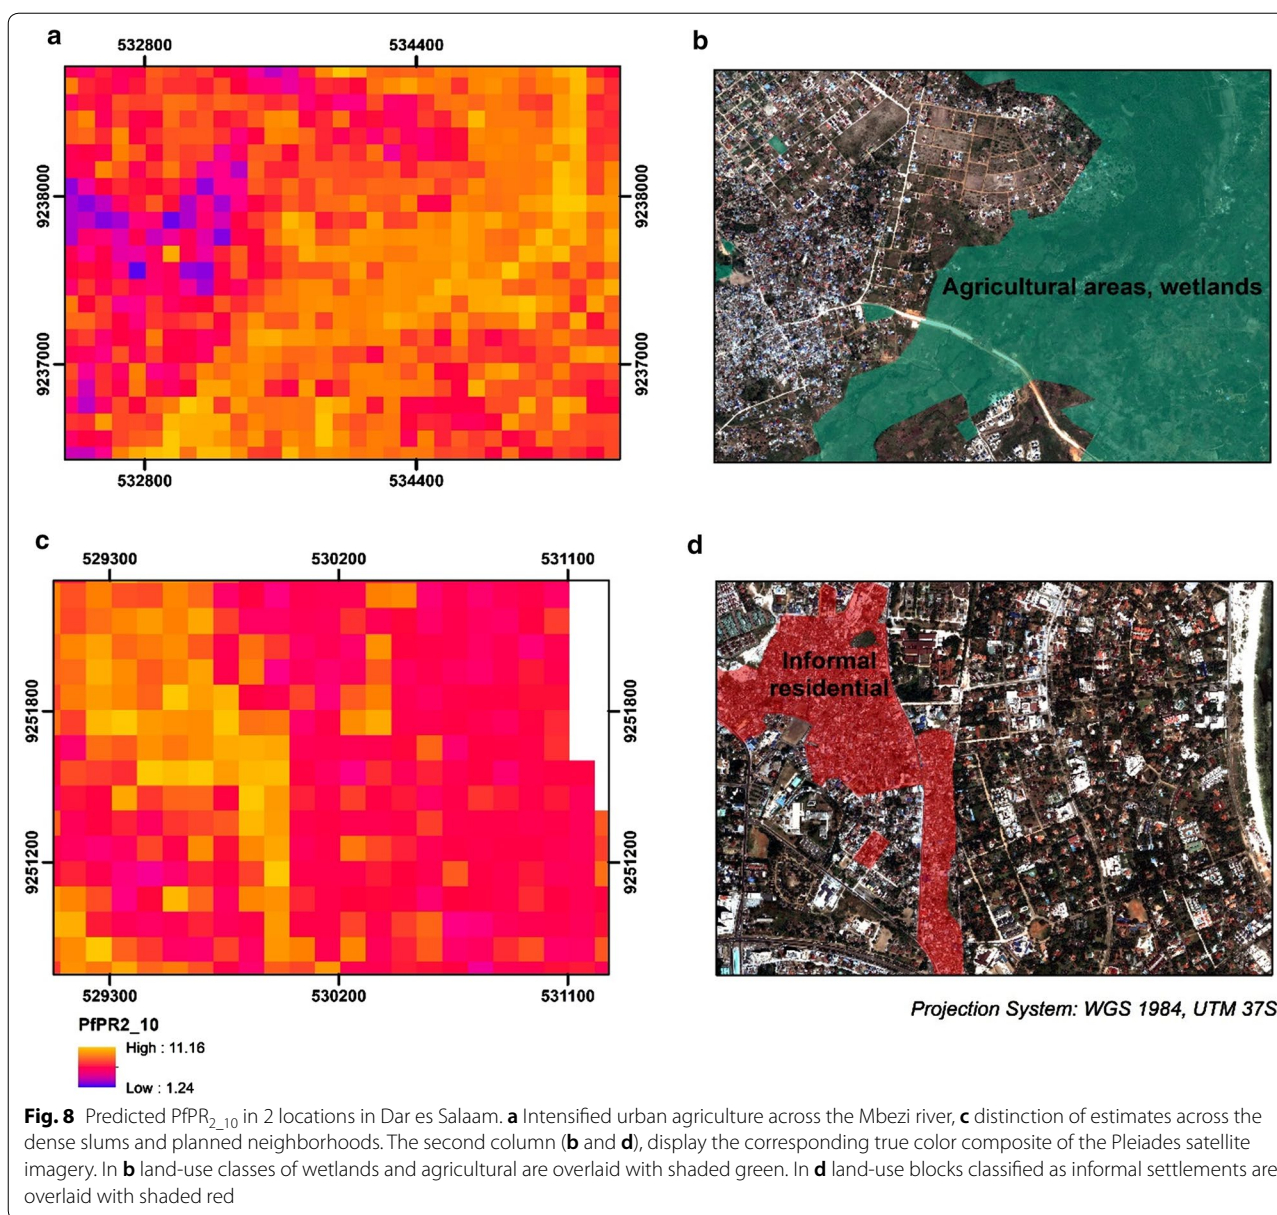 a
532800
534400
9238000
9238000
9237000
9237000
532800
534400
b
Agricultural areas, wetlands
c
529300
530200
531100
9251800
9251800
9251200
9251200
529300
530200
531100
d
Informal
residential
Projection System: WGS 1984, UTM 37S
PfPR2_10
High : 11.16
Low : 1.24
Fig. 8 Predicted PfPR2_10 in 2 locations in Dar es Salaam. a Intensified urban agriculture across the Mbezi river, c distinction of estimates across the
dense slums and planned neighborhoods. The second column (b and d), display the corresponding true color composite of the Pleiades satellite
imagery. In b land-use classes of wetlands and agricultural are overlaid with shaded green. In d land-use blocks classified as informal settlements are
overlaid with shaded red